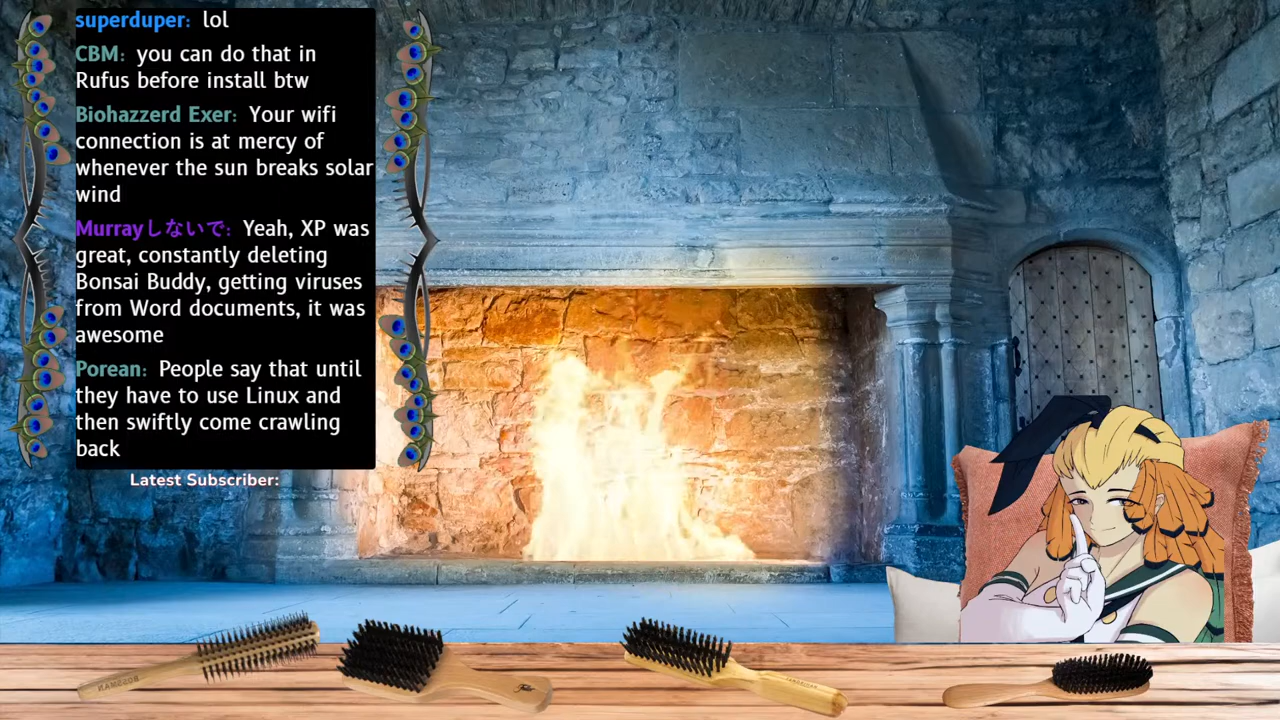 superduper: lol
CBM: you can do that in
Rufus before install btw
Biohazzerd Exer: Your wifi
connection is at mercy of
whenever the sun breaks solar
wind
Murrayしないで: Yeah, XP was
great, constantly deleting
Bonsai Buddy, getting viruses
from Word documents, it was
awesome
Porean: People say that until
they have to use Linux and
then swiftly come crawling
back
Latest Subscriber: